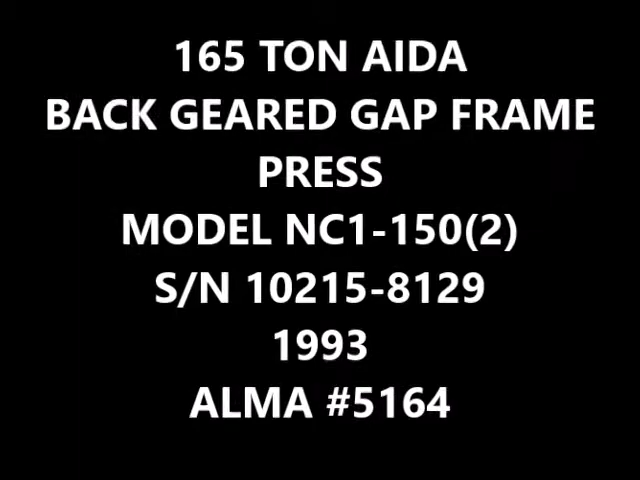 165 TON AIDA
BACK GEARED GAP FRAME
PRESS
MODEL NC1-150(2)
S/N 10215-8129
1993
ALMA #5164